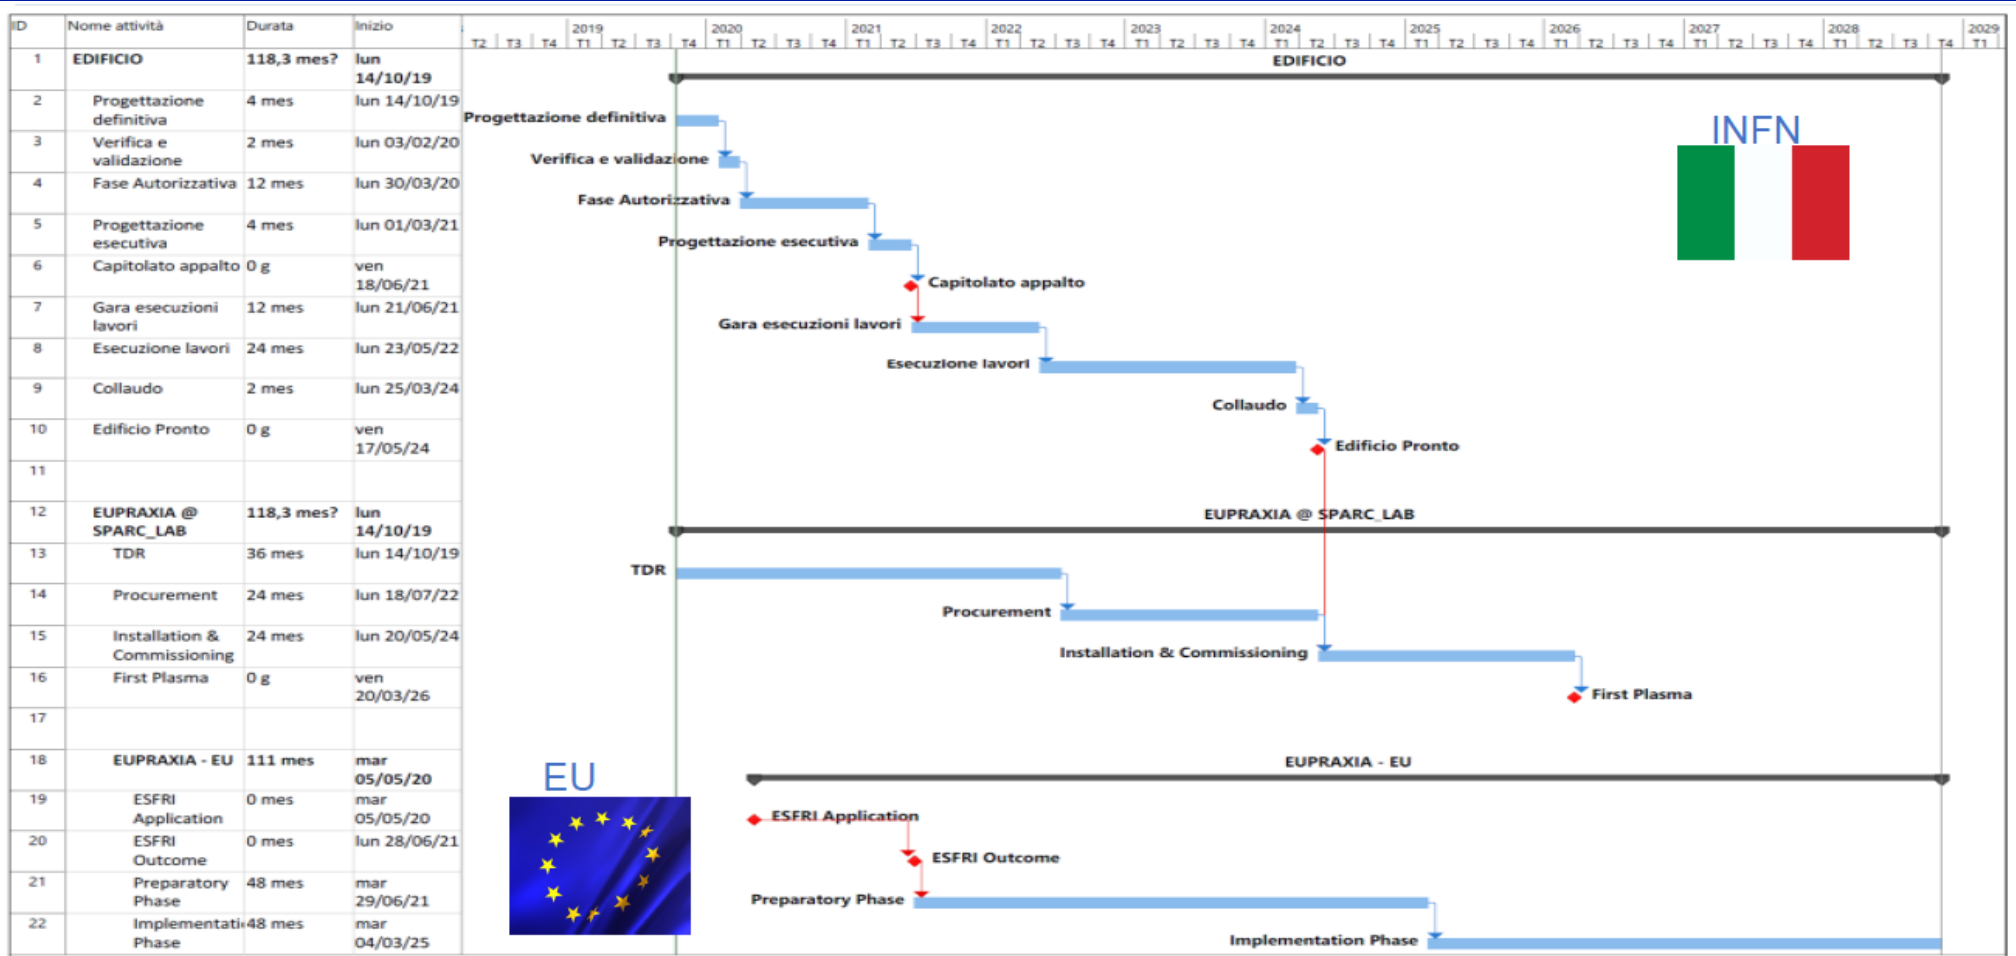 ID Nome attività Durata Inizio 2019 2020 2021 2022 2023 2024 2025 2026 2027 2028 2029
T2 T3 T4 T1 T2 T3 T4 T1 T2 T3 T4 T1 T2 T3 T4 T1 T2 T3 T4 T1 T2 T3 T4 T1 T2 T3 T4 T1 T2 T3 T4 T1 T2 T3 T4 T1 T2 T3 T4 T1 T2 T3 T4 T1
1 EDIFICIO 118,3 mes? lun EDIFICIO
14/10/19
INFN
2 Progettazione 4 mes lun 14/10/19
definitiva
Progettazione definitiva
3 Verifica e 2 mes lun 03/02/20
validazione
Verifica e validazione
4 Fase Autorizzativa 12 mes lun 30/03/20
Fase Autorizzativa
5 Progettazione 4 mes lun 01/03/21
esecutiva
Progettazione esecutiva
6 Capitolato appalto 0 g ven
18/06/21
Capitolato appalto
7 Gara esecuzioni 12 mes lun 21/06/21
lavori
Gara esecuzioni lavori
8 Esecuzione lavori 24 mes lun 23/05/22
Esecuzione lavori
9 Collaudo 2 mes lun 25/03/24
Collaudo
10 Edificio Pronto 0 g ven
17/05/24
Edificio Pronto
11
12 EUPRAXIA @ 118,3 mes? lun
SPARC_LAB 14/10/19
EUPRAXIA @ SPARC_LAB
13 TDR 36 mes lun 14/10/19
TDR
14 Procurement 24 mes lun 18/07/22
Procurement
15 Installation & 24 mes lun 20/05/24
Commissioning
Installation & Commissioning
16 First Plasma 0 g ven
20/03/26
First Plasma
17
18 EUPRAXIA - EU 111 mes mar
05/05/20
EUPRAXIA - EU
EU
19 ESFRI 0 mes mar
Application 05/05/20
ESFRI Application
20 ESFRI 0 mes lun 28/06/21
Outcome
ESFRI Outcome
21 Preparatory 48 mes mar
Phase 29/06/21
Preparatory Phase
22 Implementati 48 mes mar
Phase 04/03/25
Implementation Phase